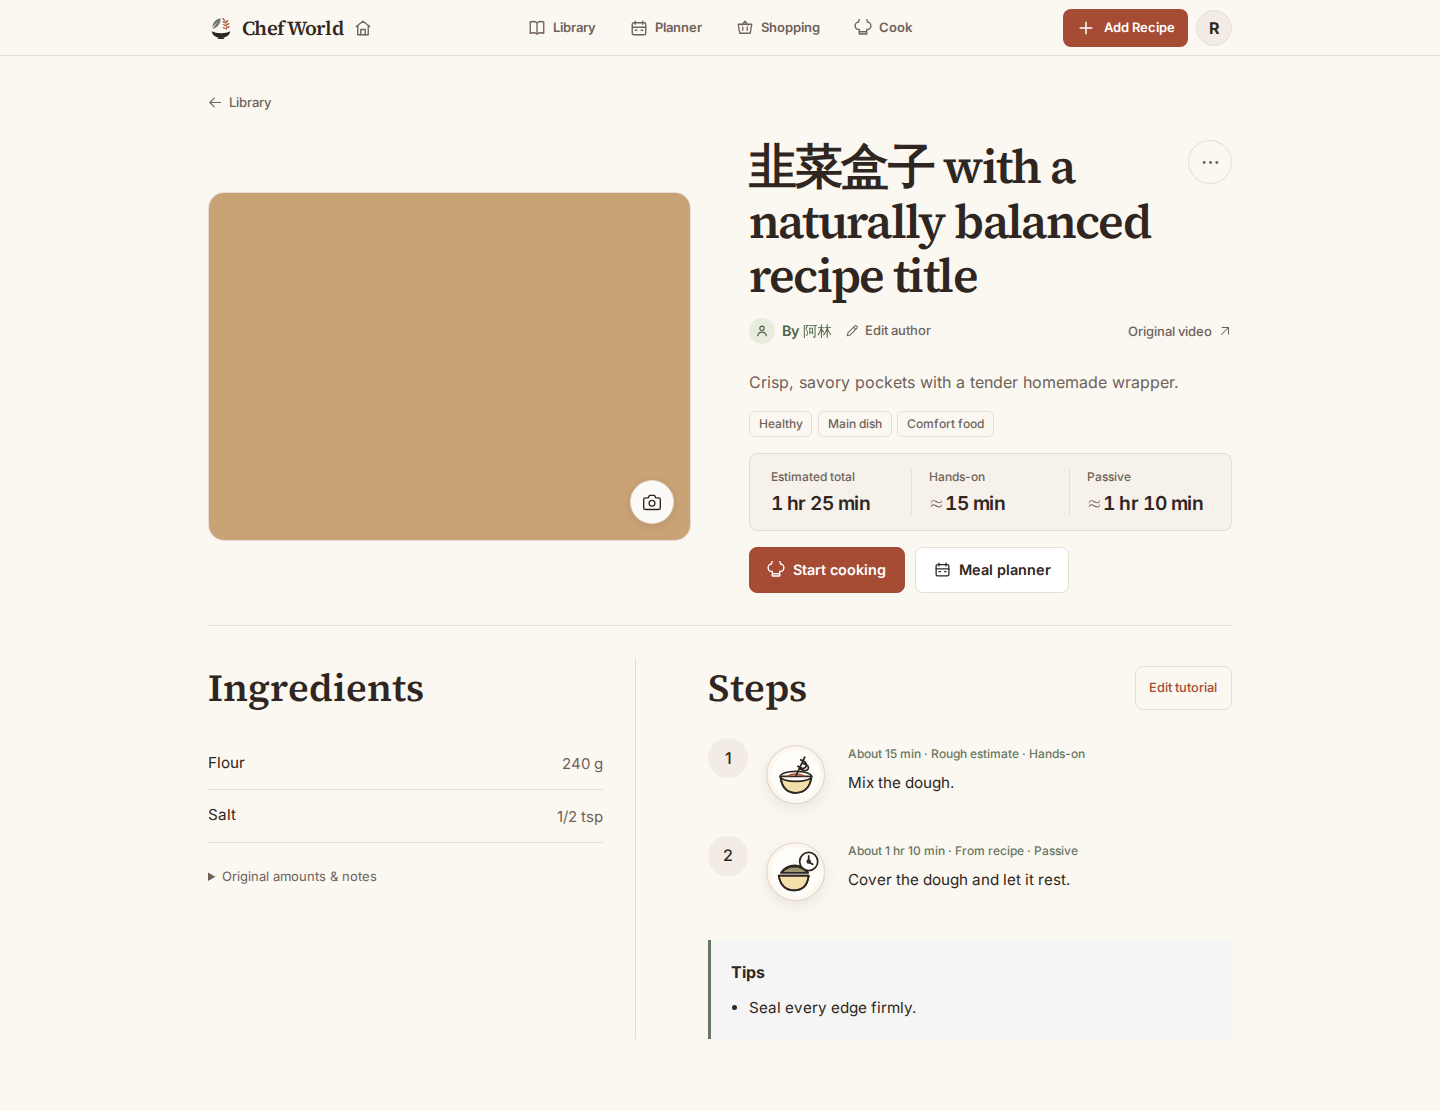 ChefWorld
Library
Planner
Shopping
Cook
Add Recipe
R
Library
韭菜盒子 with a
naturally balanced
recipe title
By 阿林
Edit author
Original video
Crisp, savory pockets with a tender homemade wrapper.
Healthy
Main dish
Comfort food
Estimated total
1 hr 25 min
Hands-on
≈ 15 min
Passive
≈ 1 hr 10 min
Start cooking
Meal planner
Ingredients
Flour 240 g
Salt 1/2 tsp
Original amounts & notes
Steps
Edit tutorial
1
About 15 min · Rough estimate · Hands-on
Mix the dough.
2
About 1 hr 10 min · From recipe · Passive
Cover the dough and let it rest.
Tips
• Seal every edge firmly.